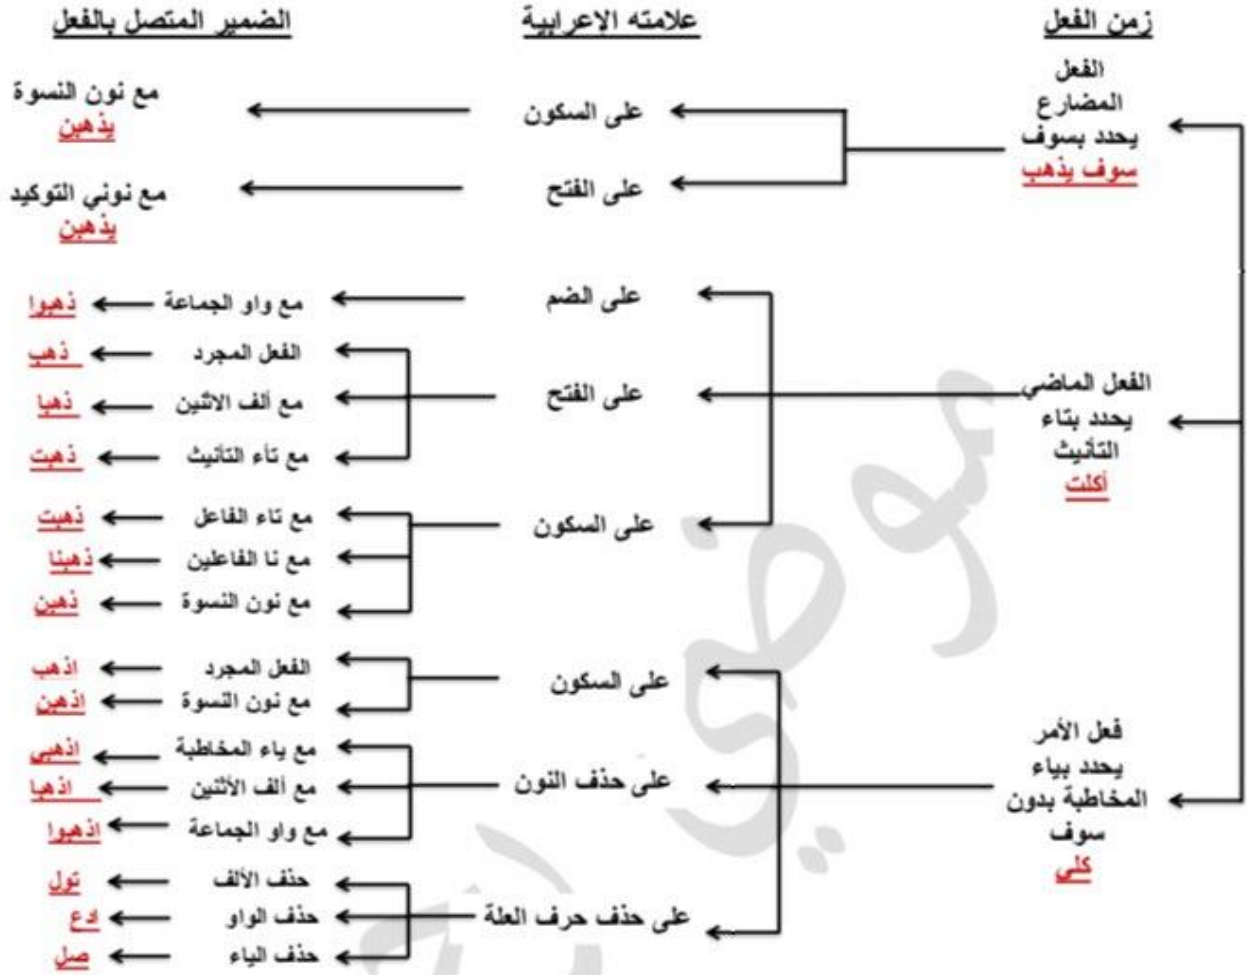 زمن الفعل
علامته الإعرابية
الضمير المتصل بالفعل
الفعل
المضارع
يحدد بسوف
سوف يذهب
على السكون
مع نون النسوة
يذهبن
على الفتح
مع نوني التوكيد
يذهبن
الفعل الماضي
يحدد بتاء
التأنيث
أكلت
على الضم
مع واو الجماعة
ذهبوا
على الفتح
الفعل المجرد
ذهب
مع ألف الاثنين
ذهبا
مع تأء التأنيث
ذهبت
على السكون
مع تاء الفاعل
ذهبت
مع نا الفاعلين
ذهبنا
مع نون النسوة
ذهبن
فعل الأمر
يحدد بياء
المخاطبة بدون
سوف
كلي
على السكون
الفعل المجرد
اذهب
مع نون النسوة
اذهبن
على حذف النون
مع ياء المخاطبة
اذهبي
مع ألف الأثنين
اذهبا
مع واو الجماعة
اذهبوا
على حذف حرف العلة
حذف الألف
تول
حذف الواو
ادع
حذف الياء
صل